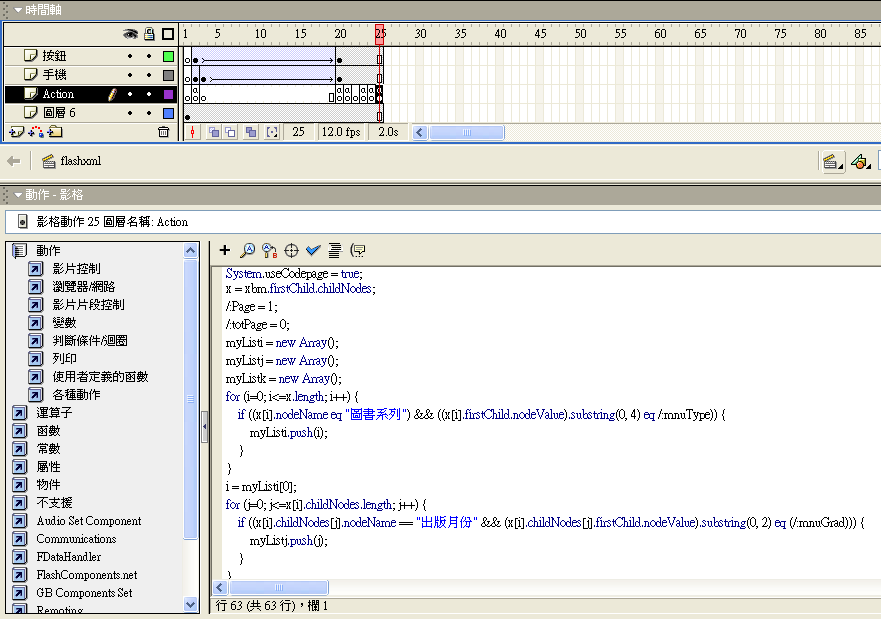 時間軸
1 5 10 15 20 25 30 35 40 45 50 55 60 65 70 75 80 85
按鈕
手機
Action
圖層 6
25 12.0 fps 2.0s
flashxml
動作 - 影格
影格動作 25 圖層名稱: Action
動作
影片控制
瀏覽器/網路
影片片段控制
變數
判斷條件/迴圈
列印
使用者定義的函數
各種動作
運算子
函數
常數
屬性
物件
不支援
Audio Set Component
Communications
FDataHandler
FlashComponents.net
GB Components Set
Remoting
System.useCodepage = true;
x = xbm.firstChild.childNodes;
/:Page = 1;
/:totPage = 0;
myListi = new Array();
myListj = new Array();
myListk = new Array();
for (i=0; i<=x.length; i++) {
if ((x[i].nodeName eq "圖書系列") && ((x[i].firstChild.nodeValue).substring(0, 4) eq /:mnuType)) {
myListi.push(i);
}
}
i = myListi[0];
for (j=0; j<=x[i].childNodes.length; j++) {
if ((x[i].childNodes[j].nodeName == "出版月份" && (x[i].childNodes[j].firstChild.nodeValue).substring(0, 2) eq (/:mnuGrad))) {
myListj.push(j);
}
}
行 63 (共 63 行)，欄 1